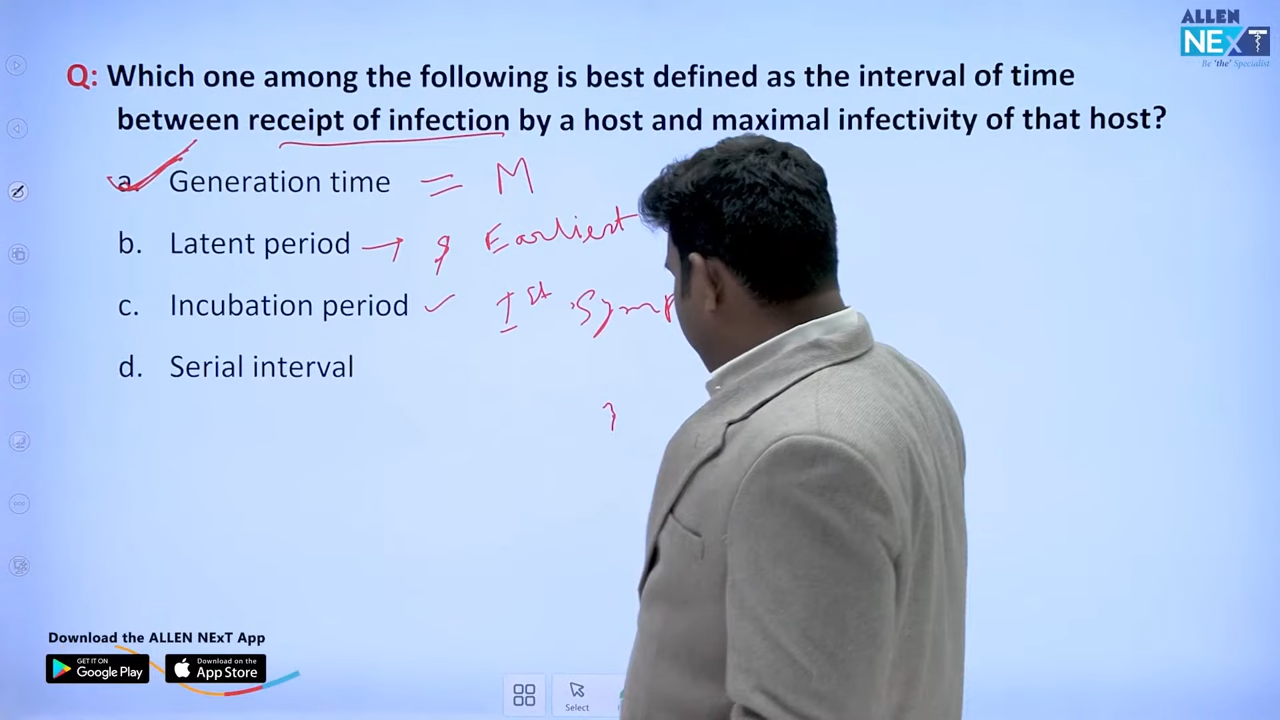 ALLEN
NExT
Be 'the' Specialist
Q: Which one among the following is best defined as the interval of time
between receipt of infection by a host and maximal infectivity of that host?
a. Generation time = M
b. Latent period → Earliest
c. Incubation period ✓ Ist Symp
d. Serial interval
Download the ALLEN NExT App
GET IT ON
Google Play
Download on the
App Store
Select